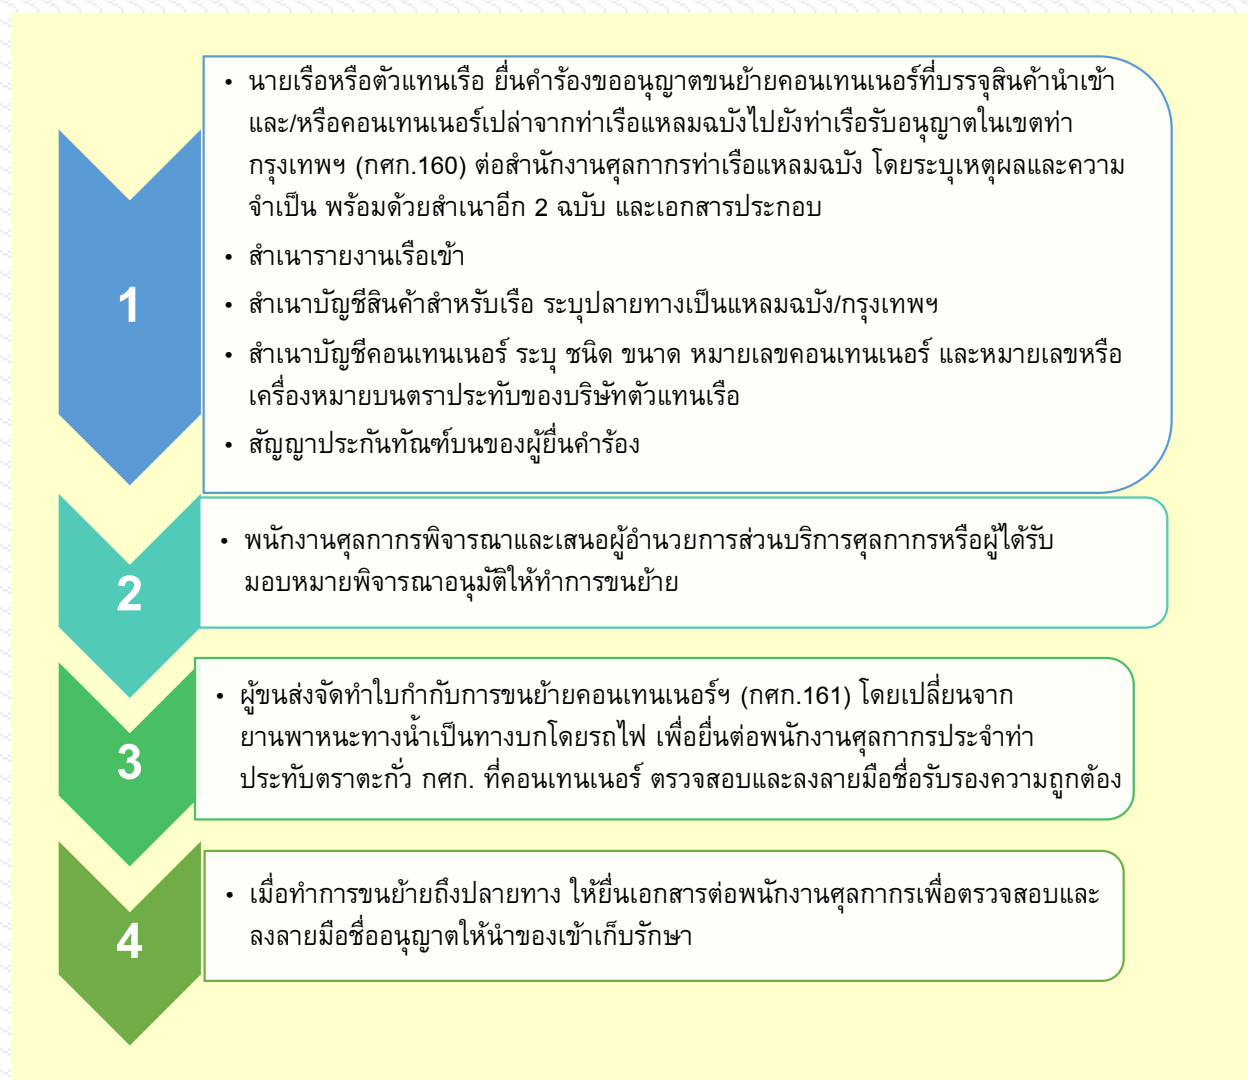 1
• นายเรือหรือตัวแทนเรือ ยื่นคำร้องขออนุญาตขนย้ายคอนเทนเนอร์ที่บรรจุสินค้านำเข้า
และ/หรือคอนเทนเนอร์เปล่าจากท่าเรือแหลมฉบังไปยังท่าเรือรับอนุญาตในเขตท่า
กรุงเทพฯ (กศก.160) ต่อสำนักงานศุลกากรท่าเรือแหลมฉบัง โดยระบุเหตุผลและความ
จำเป็น พร้อมด้วยสำเนาอีก 2 ฉบับ และเอกสารประกอบ
• สำเนารายงานเรือเข้า
• สำเนาบัญชีสินค้าสำหรับเรือ ระบุปลายทางเป็นแหลมฉบัง/กรุงเทพฯ
• สำเนาบัญชีคอนเทนเนอร์ ระบุ ชนิด ขนาด หมายเลขคอนเทนเนอร์ และหมายเลขหรือ
เครื่องหมายบนตราประทับของบริษัทตัวแทนเรือ
• สัญญาประกันทัณฑ์บนของผู้ยื่นคำร้อง
2
• พนักงานศุลกากรพิจารณาและเสนอผู้อำนวยการส่วนบริการศุลกากรหรือผู้ได้รับ
มอบหมายพิจารณาอนุมัติให้ทำการขนย้าย
3
• ผู้ขนส่งจัดทำใบกำกับการขนย้ายคอนเทนเนอร์ฯ (กศก.161) โดยเปลี่ยนจาก
ยานพาหนะทางน้ำเป็นทางบกโดยรถไฟ เพื่อยื่นต่อพนักงานศุลกากรประจำท่า
ประทับตราตะกั่ว กศก. ที่คอนเทนเนอร์ ตรวจสอบและลงลายมือชื่อรับรองความถูกต้อง
4
• เมื่อทำการขนย้ายถึงปลายทาง ให้ยื่นเอกสารต่อพนักงานศุลกากรเพื่อตรวจสอบและ
ลงลายมือชื่ออนุญาตให้นำของเข้าเก็บรักษา